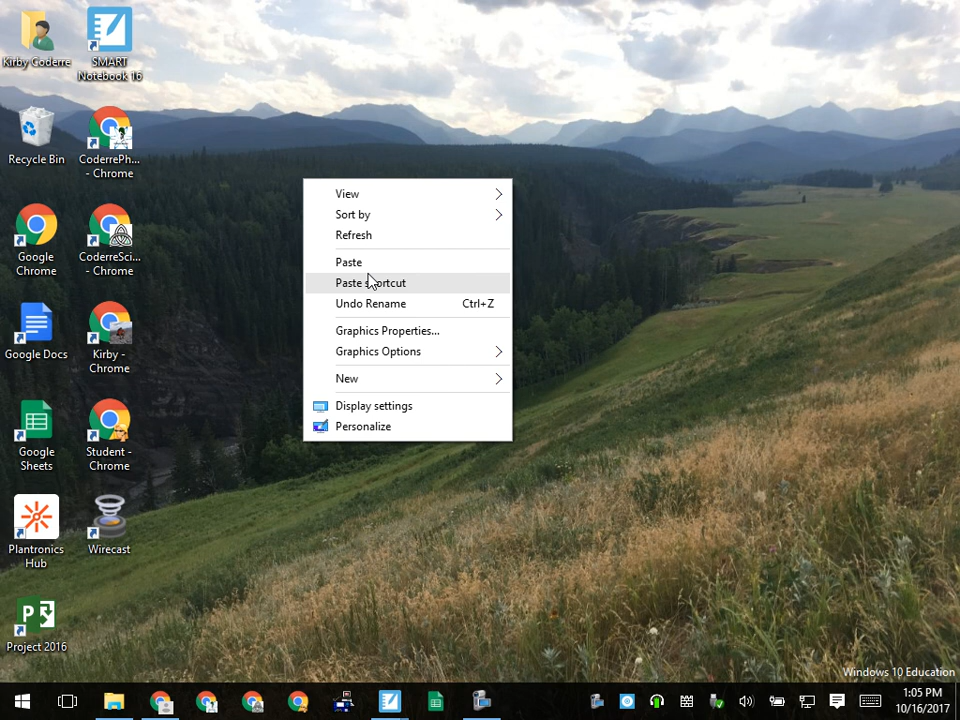 Kirby Coderre
SMART
Notebook 16
Recycle Bin
CoderrePh...
- Chrome
Google
Chrome
CoderreSci...
- Chrome
Google Docs
Kirby -
Chrome
Google
Sheets
Student -
Chrome
Plantronics
Hub
Wirecast
Project 2016
View
Sort by
Refresh
Paste
Paste shortcut
Undo Rename Ctrl+Z
Graphics Properties...
Graphics Options
New
Display settings
Personalize
Windows 10 Education
1:05 PM
10/16/2017